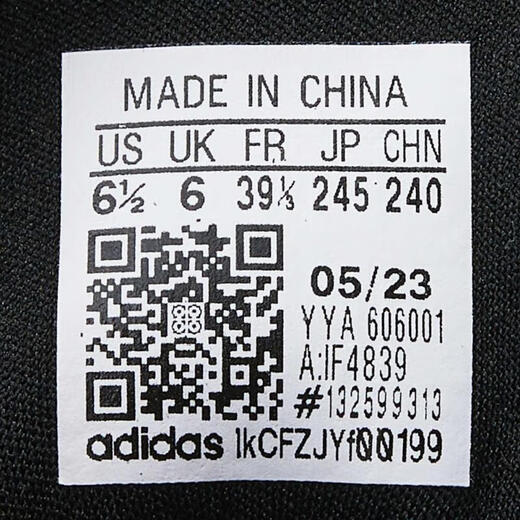 MADE IN CHINA
US UK FR JP CHN
6½ 6 39⅓ 245 240
05/23
YYA 606001
A:IF4839
#132599313
adidas 1kCFZJYf00199